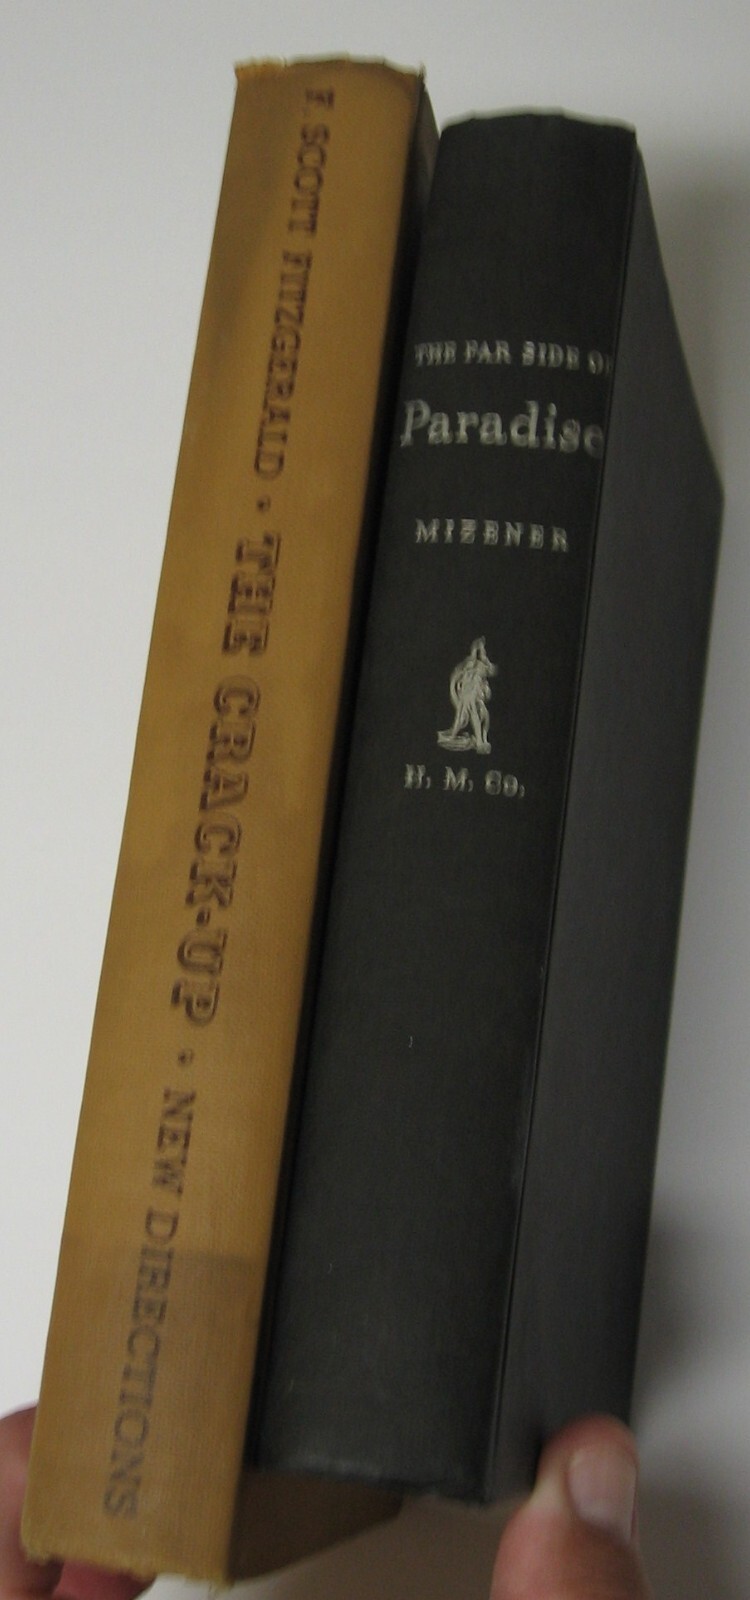 F. SCOTT FITZGERALD • THE CRACK-UP • NEW DIRECTIONS
THE FAR SIDE OF
Paradise
MIZENER
H. M. Co.